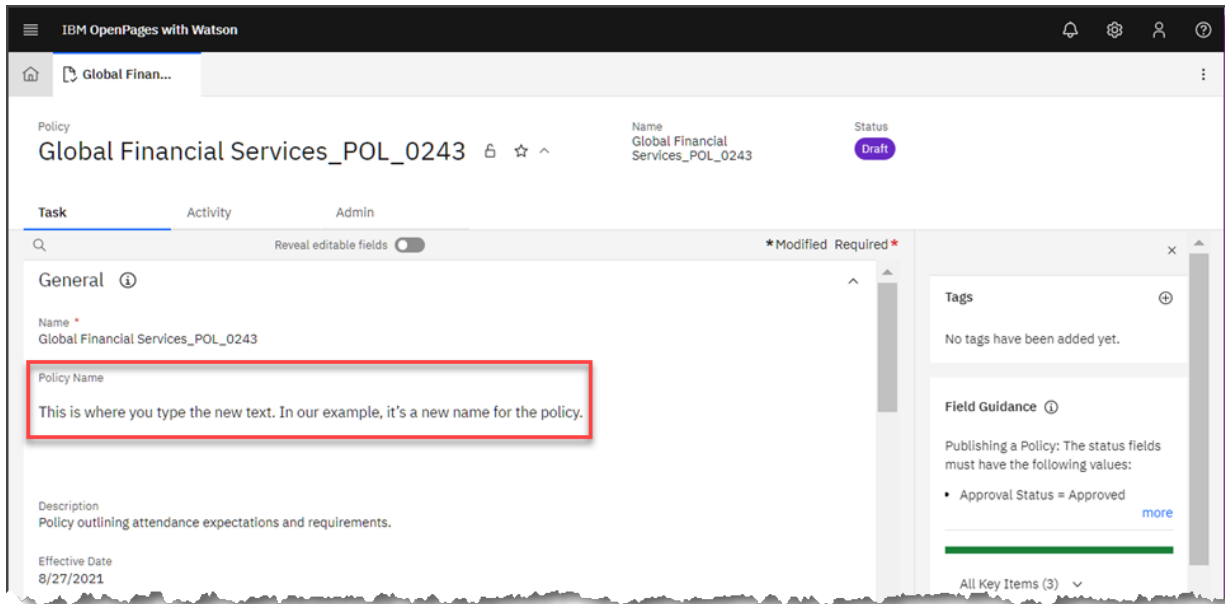 IBM OpenPages with Watson
Global Finan...
Policy
Global Financial Services_POL_0243
Name
Global Financial
Services_POL_0243
Status
Draft
Task Activity Admin
Reveal editable fields
*Modified Required*
General
Name *
Global Financial Services_POL_0243
Policy Name
This is where you type the new text. In our example, it's a new name for the policy.
Description
Policy outlining attendance expectations and requirements.
Effective Date
8/27/2021
Tags
No tags have been added yet.
Field Guidance
Publishing a Policy: The status fields
must have the following values:
• Approval Status = Approved
more
All Key Items (3)